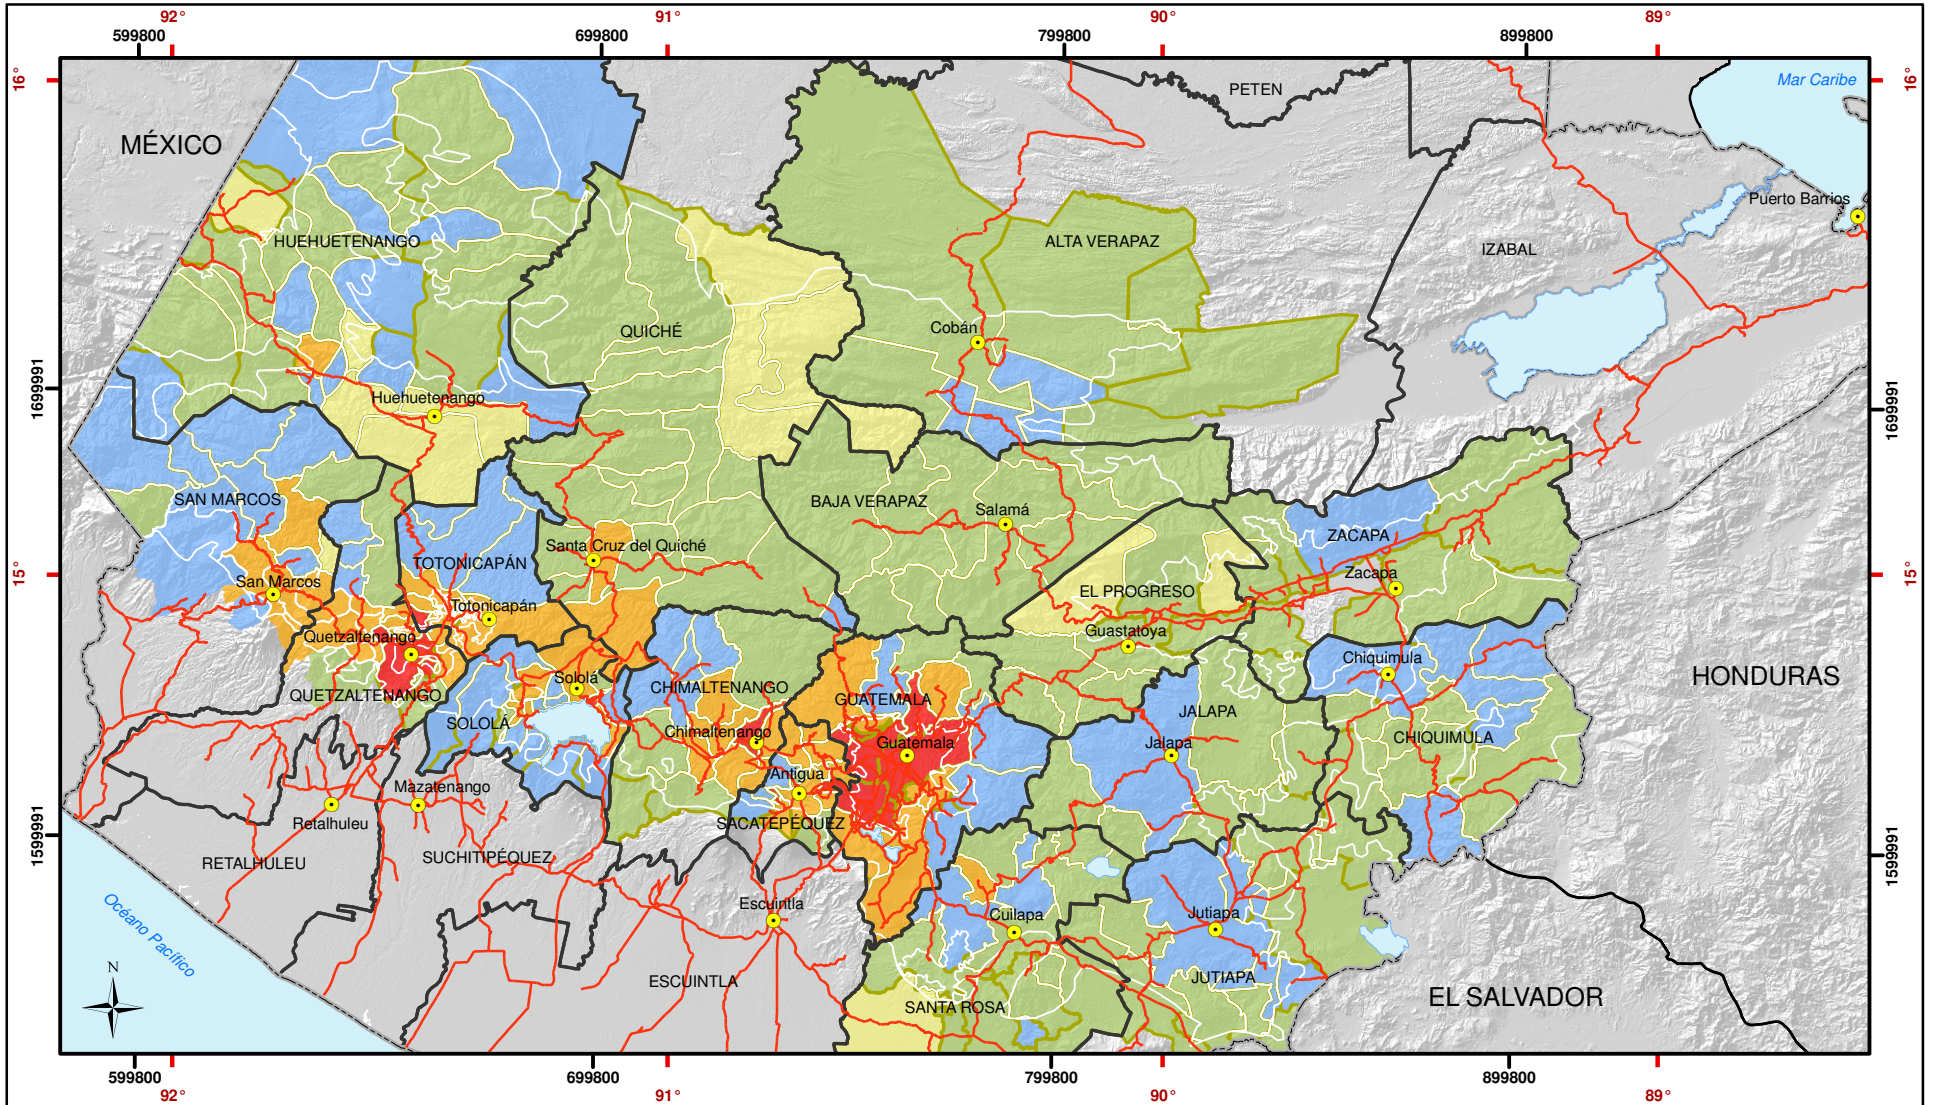 92°
91°
90°
89°
599800
699800
799800
899800
16°
16°
Mar Caribe
PETEN
MÉXICO
Puerto Barrios
HUEHUETENANGO
ALTA VERAPAZ
IZABAL
QUICHÉ
Cobán
1699991
1699991
Huehuetenango
SAN MARCOS
BAJA VERAPAZ
Salamá
ZACAPA
Santa Cruz del Quiché
TOTONICAPÁN
15°
15°
San Marcos
Zacapa
EL PROGRESO
Totonicapán
Quetzaltenango
Guastatoya
Chiquimula
Sololá
HONDURAS
QUETZALTENANGO
CHIMALTENANGO
GUATEMALA
JALAPA
SOLOLÁ
Chimaltenango
Guatemala
Jalapa
CHIQUIMULA
Antigua
Mazatenango
Retalhuleu
SACATEPÉQUEZ
1599991
1599991
RETALHULEU
SUCHITIPÉQUEZ
Escuintla
Cuilapa
Jutiapa
Océano Pacífico
N
ESCUINTLA
JUTIAPA
SANTA ROSA
EL SALVADOR
599800
699800
799800
899800
92°
91°
90°
89°